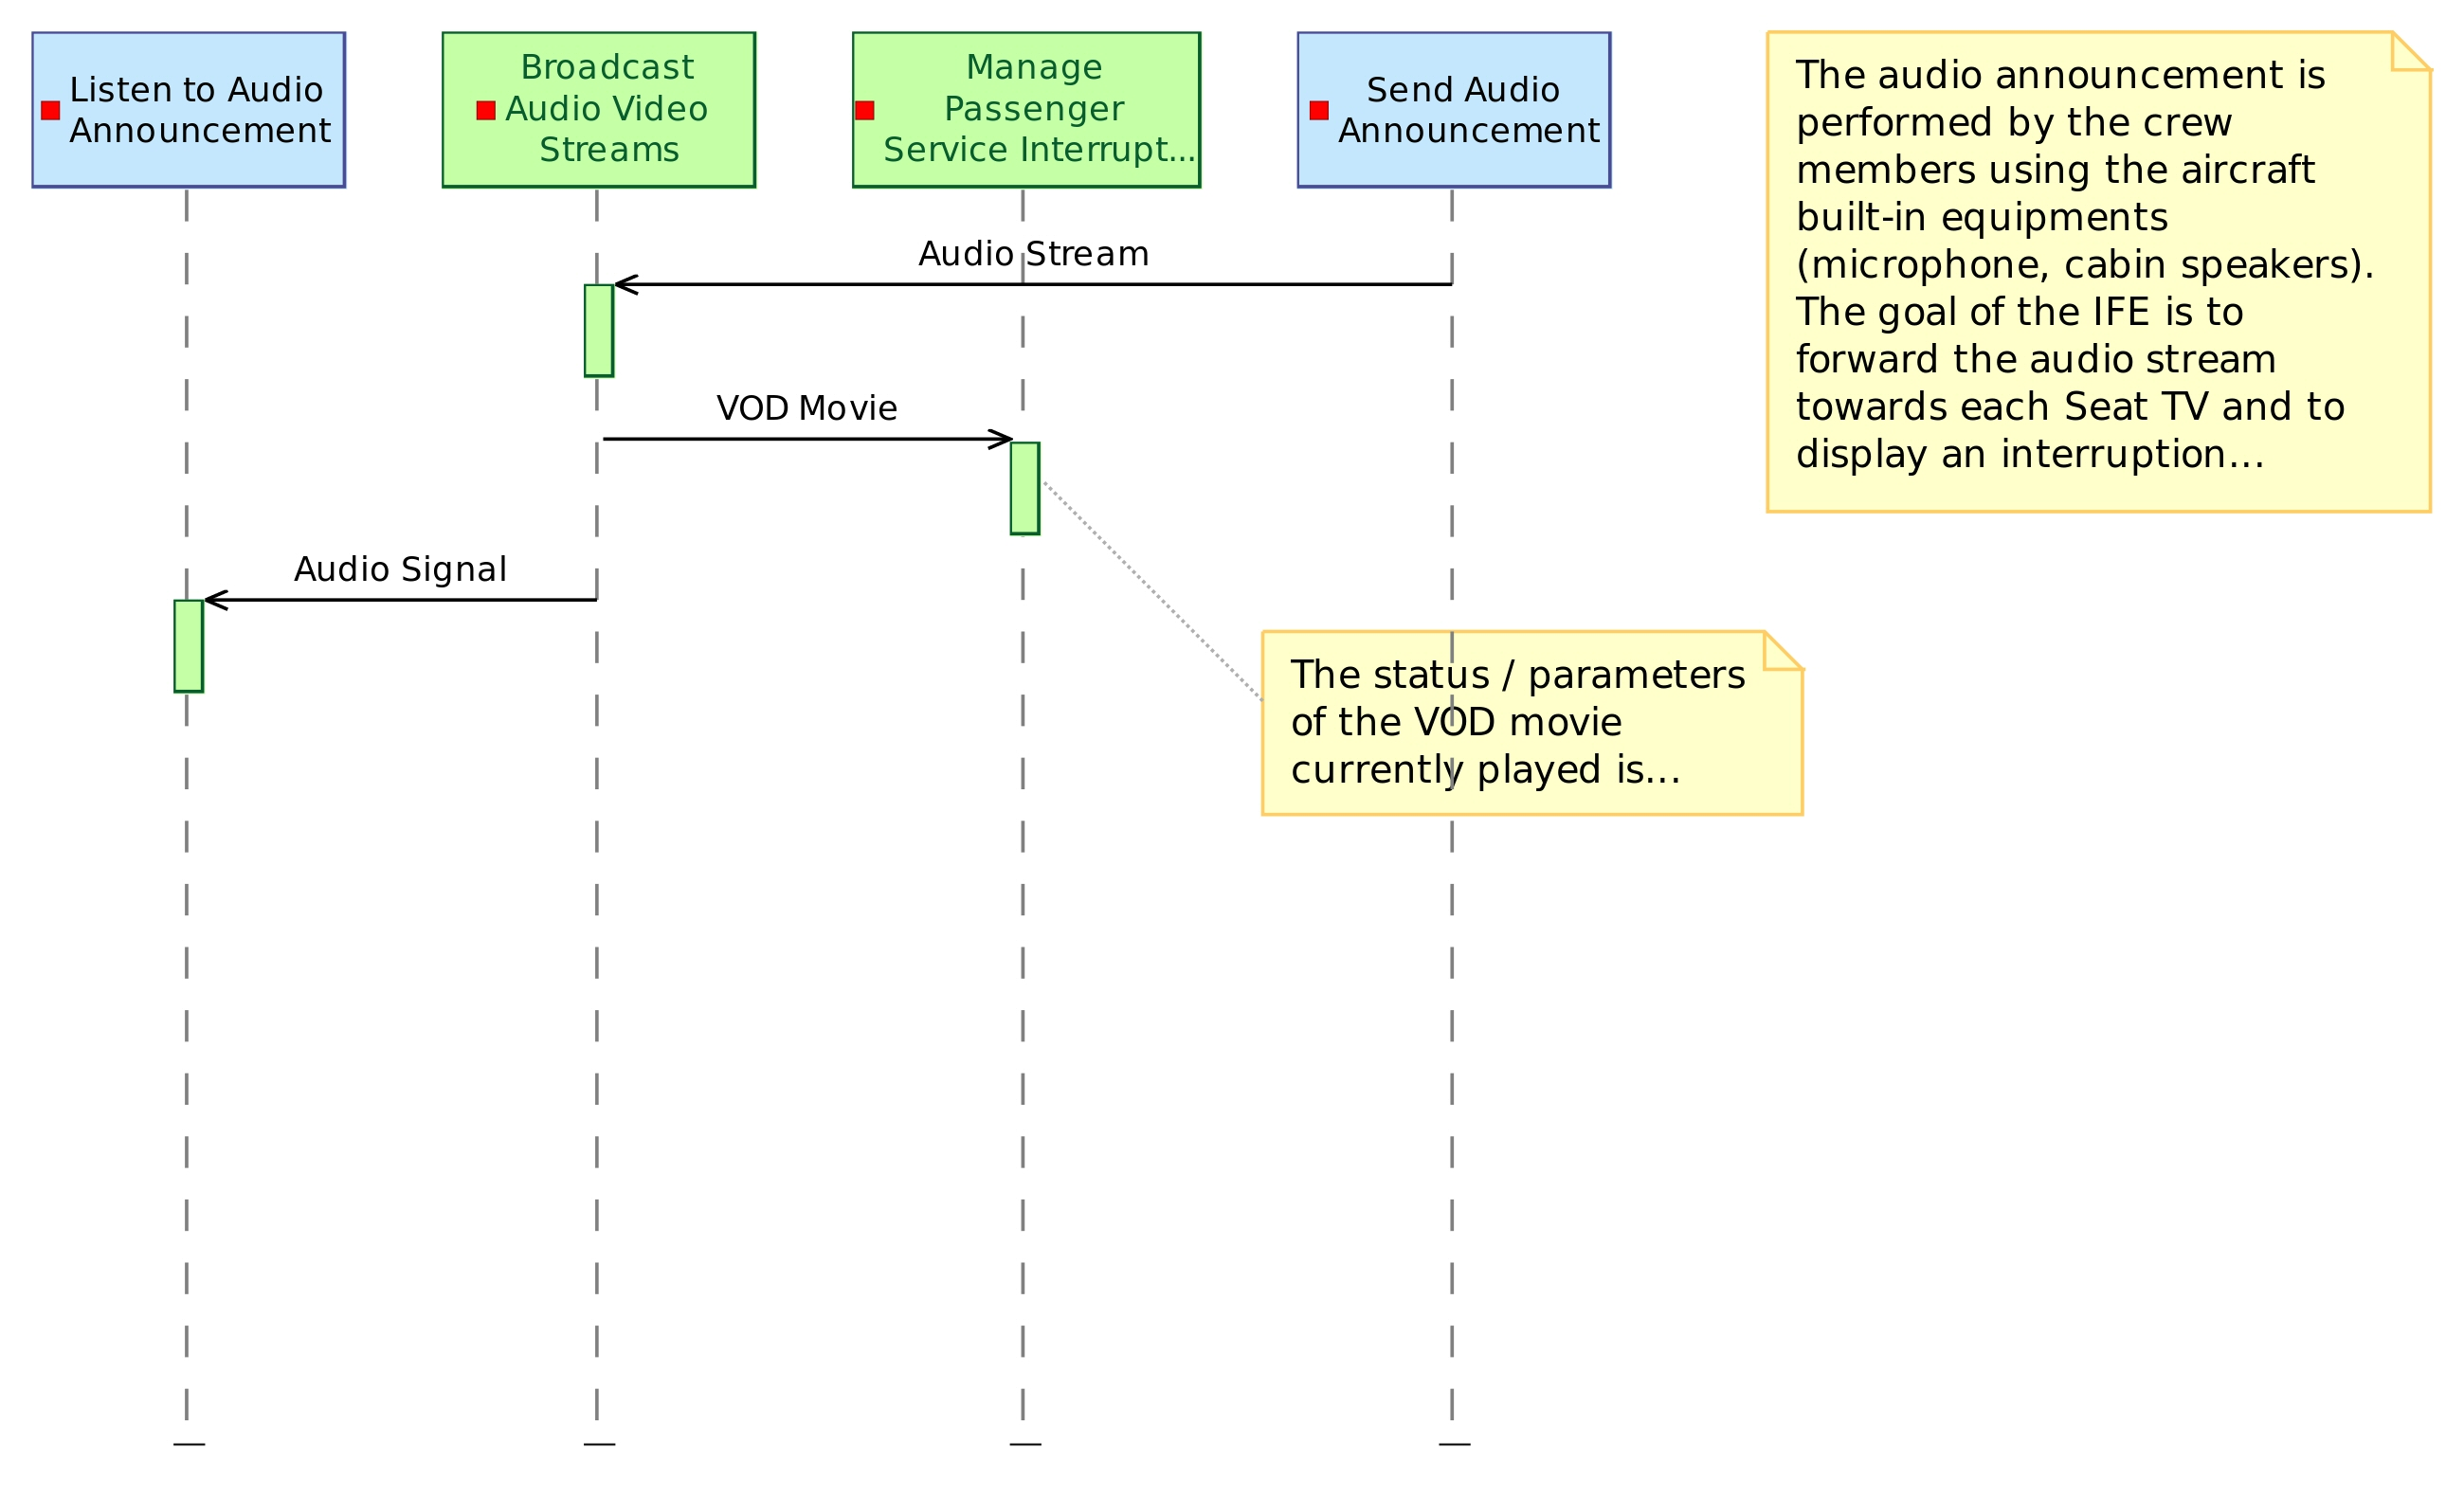 Listen to Audio
Announcement
Broadcast
Audio Video
Streams
Manage
Passenger
Service Interrupt...
Send Audio
Announcement
The audio announcement is
performed by the crew
members using the aircraft
built-in equipments
(microphone, cabin speakers).
The goal of the IFE is to
forward the audio stream
towards each Seat TV and to
display an interruption...
Audio Stream
VOD Movie
Audio Signal
The status / parameters
of the VOD movie
currently played is...